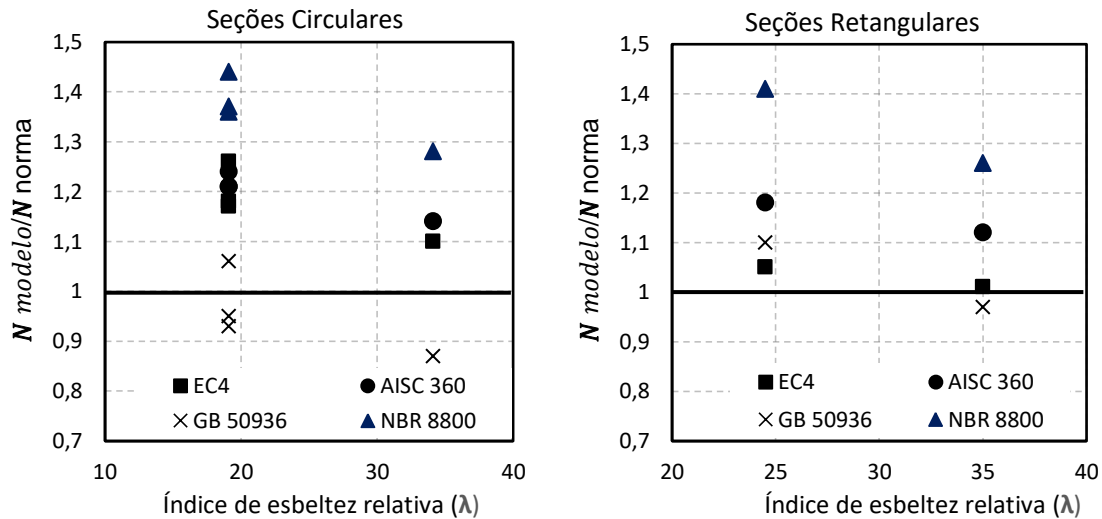 Seções Circulares
1,5
1,4
1,3
1,2
1,1
1
0,9
0,8
0,7
N modelo/N norma
EC4
AISC 360
GB 50936
NBR 8800
10
20
30
40
Índice de esbeltez relativa (λ)
Seções Retangulares
1,5
1,4
1,3
1,2
1,1
1
0,9
0,8
0,7
N modelo/N norma
EC4
AISC 360
GB 50936
NBR 8800
20
25
30
35
40
Índice de esbeltez relativa (λ)